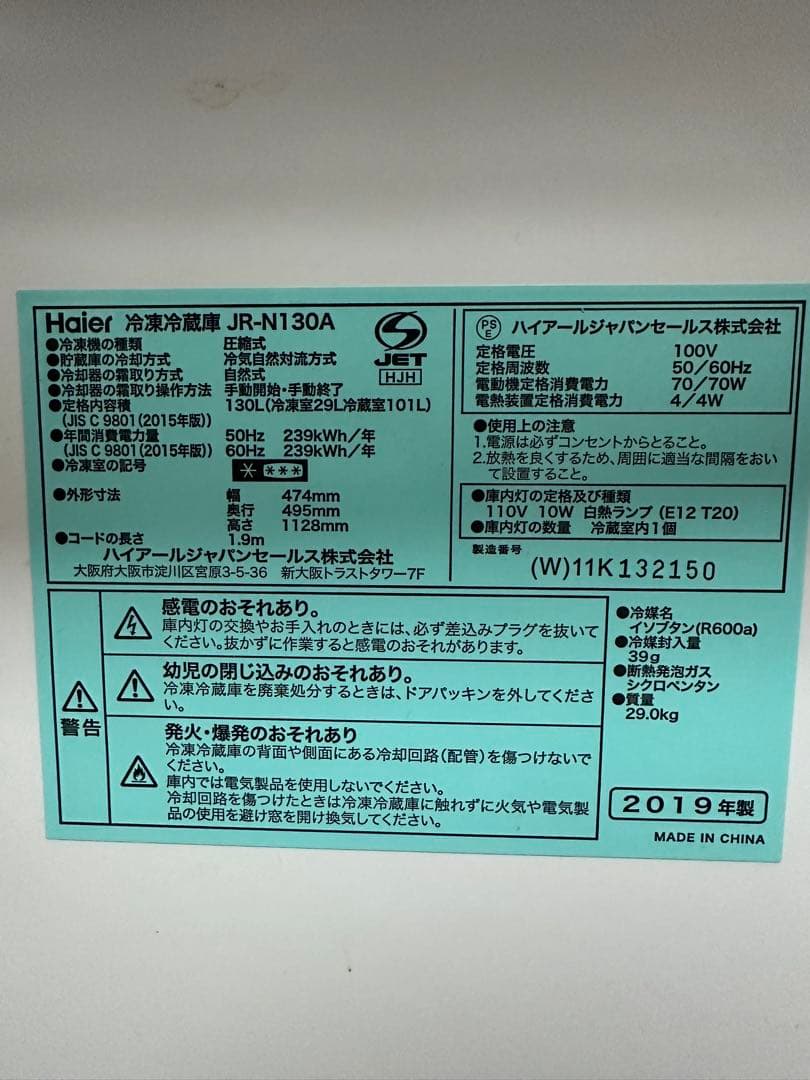 Haier 冷凍冷蔵庫 JR-N130A
●冷凍機の種類 圧縮式
●貯蔵庫の冷却方式 冷気自然対流方式
●冷却器の霜取り方式 自然式
●冷却器の霜取り操作方法 手動開始・手動終了
●定格内容積 130L(冷凍室29L冷蔵室101L)
(JIS C 9801(2015年版))
●年間消費電力量 50Hz 239kWh/年
(JIS C 9801(2015年版)) 60Hz 239kWh/年
●冷凍室の記号
●外形寸法 幅 474mm
奥行 495mm
高さ 1128mm
●コードの長さ 1.9m
ハイアールジャパンセールス株式会社
大阪府大阪市淀川区宮原3-5-36 新大阪トラストタワー7F
S
JET
HJH
PSE ハイアールジャパンセールス株式会社
定格電圧 100V
定格周波数 50/60Hz
電動機定格消費電力 70/70W
電熱装置定格消費電力 4/4W
●使用上の注意
1.電源は必ずコンセントからとること。
2.放熱を良くするため、周囲に適当な間隔をおい
て設置すること。
●庫内灯の定格及び種類
110V 10W 白熱ランプ (E12 T20)
●庫内灯の数量 冷蔵室内1個
製造番号
(W)11K132150
警告
感電のおそれあり。
庫内灯の交換やお手入れのときには、必ず差込みプラグを抜いて
ください。抜かずに作業すると感電のおそれがあります。
幼児の閉じ込みのおそれあり。
冷凍冷蔵庫を廃棄処分するときは、ドアパッキンを外してくださ
い。
発火・爆発のおそれあり
冷凍冷蔵庫の背面や側面にある冷却回路(配管)を傷つけないで
ください。
庫内では電気製品を使用しないでください。
冷却回路を傷つけたときは冷凍冷蔵庫に触れずに火気や電気製
品の使用を避け窓を開け換気してください。
●冷媒名
イソブタン(R600a)
●冷媒封入量
39g
●断熱発泡ガス
シクロペンタン
●質量
29.0kg
2019年製
MADE IN CHINA